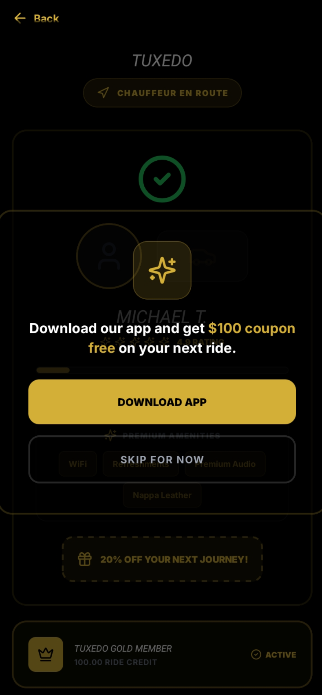 Back
TUXEDO
CHAUFFEUR EN ROUTE
MICHAEL T.
Download our app and get $100 coupon
free on your next ride.
DOWNLOAD APP
PREMIUM AMENITIES
WiFi
Refreshments
Premium Audio
SKIP FOR NOW
Nappa Leather
20% OFF YOUR NEXT JOURNEY!
TUXEDO GOLD MEMBER
100.00 RIDE CREDIT
ACTIVE